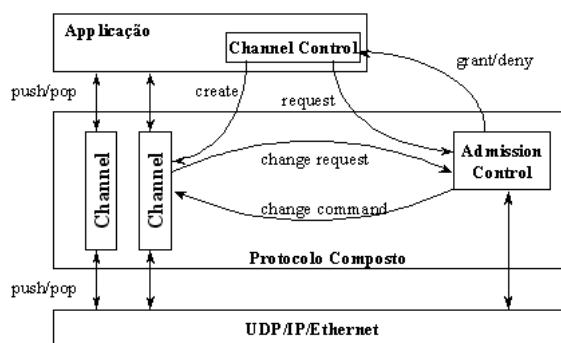 Applicação
Channel Control
grant/deny
push/pop
create
request
Channel
Channel
change request
Admission
Control
change command
Protocolo Composto
push/pop
UDP/IP/Ethernet